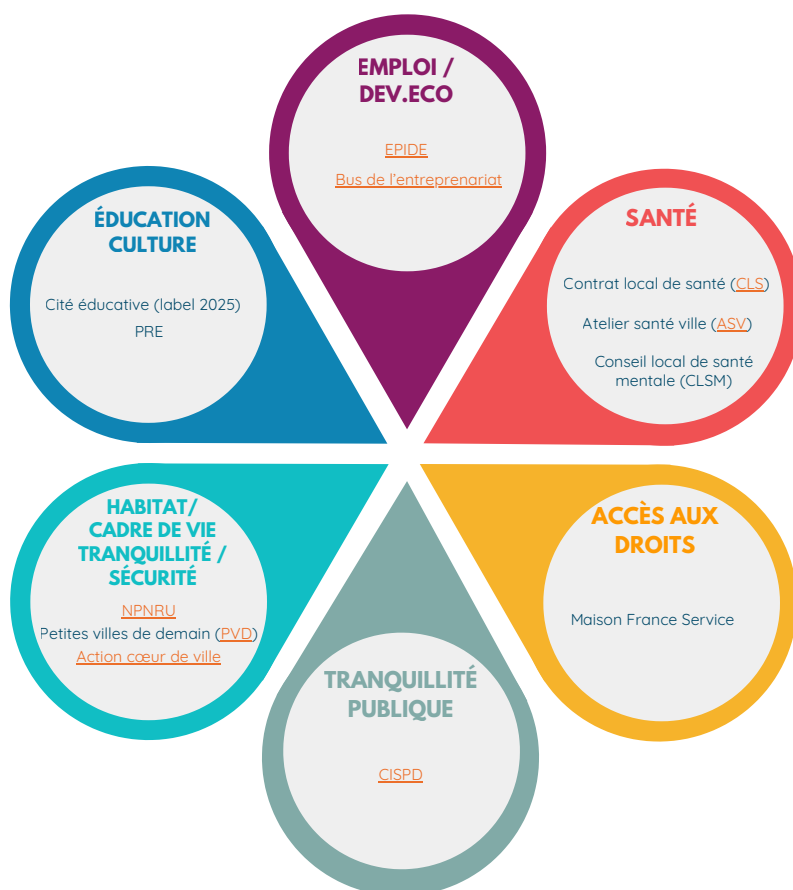 EMPLOI /
DEV.ECO
EPIDE
Bus de l'entreprenariat
ÉDUCATION
CULTURE
Cité éducative (label 2025)
PRE
SANTÉ
Contrat local de santé (CLS)
Atelier santé ville (ASV)
Conseil local de santé
mentale (CLSM)
HABITAT/
CADRE DE VIE
TRANQUILLITÉ /
SÉCURITÉ
NPNRU
Petites villes de demain (PVD)
Action cœur de ville
ACCÈS AUX
DROITS
Maison France Service
TRANQUILLITÉ
PUBLIQUE
CISPD